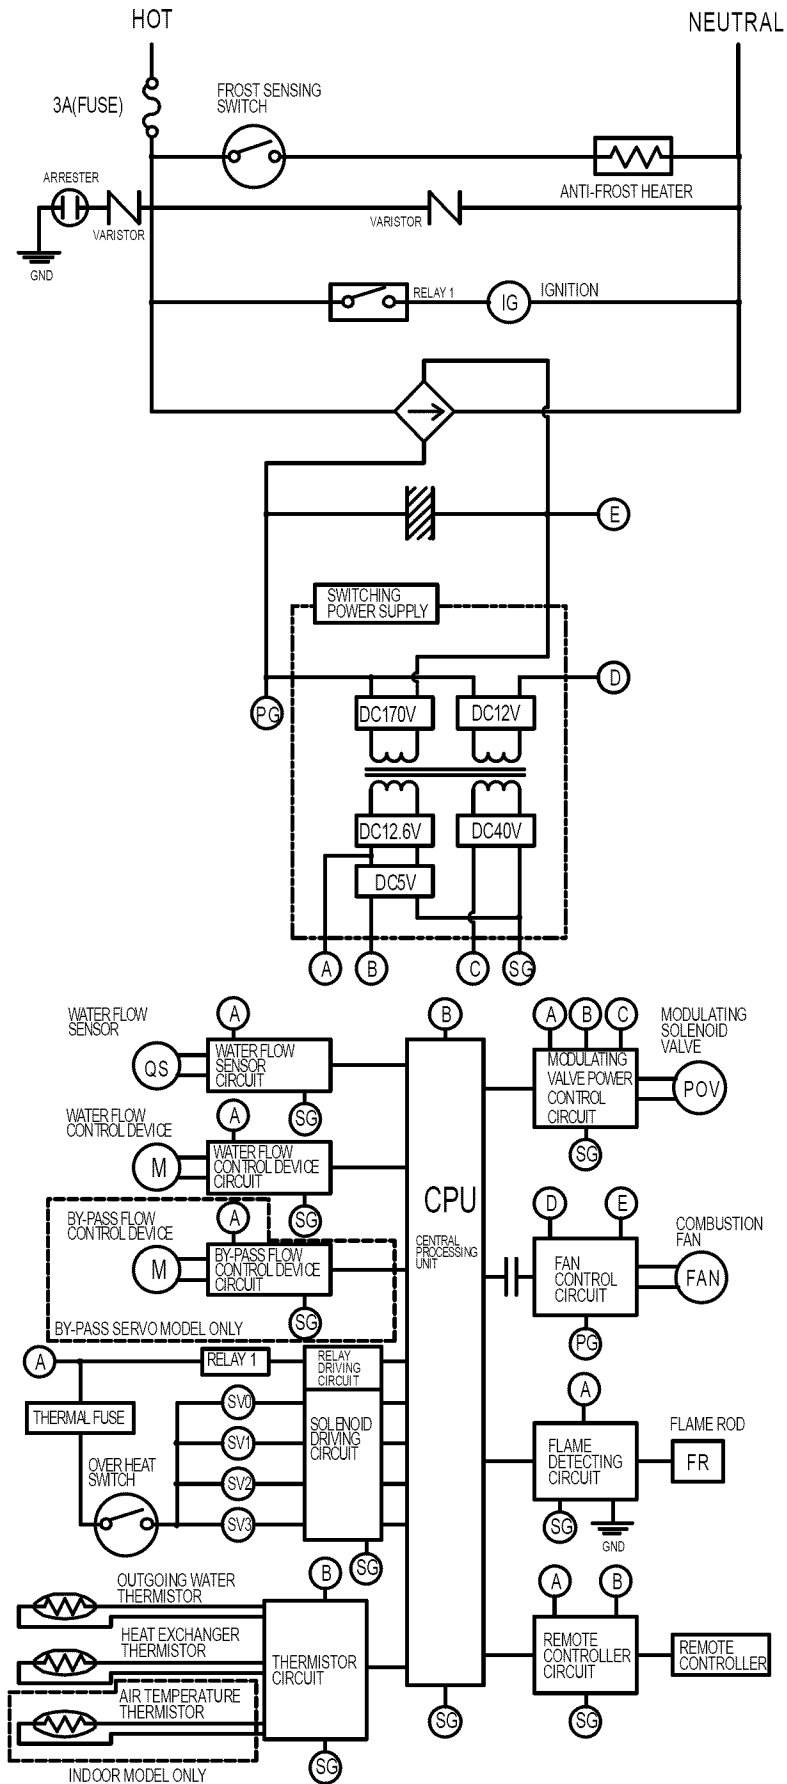 HOT
NEUTRAL
3A(FUSE)
FROST SENSING
SWITCH
ANTI-FROST HEATER
ARRESTER
VARISTOR
GND
VARISTOR
RELAY 1
IG
IGNITION
E
SWITCHING
POWER SUPPLY
D
PG
DC170V
DC12V
DC12.6V
DC40V
DC5V
A
B
C
SG
WATER FLOW
SENSOR
A
QS
WATER FLOW
SENSOR
CIRCUIT
SG
WATER FLOW
CONTROL DEVICE
A
M
WATER FLOW
CONTROL DEVICE
CIRCUIT
SG
BY-PASS FLOW
CONTROL DEVICE
A
M
BY-PASS FLOW
CONTROL DEVICE
CIRCUIT
SG
BY-PASS SERVO MODEL ONLY
A
RELAY 1
RELAY
DRIVING
CIRCUIT
THERMAL FUSE
SV0
SV1
SV2
SV3
SOLENOID
DRIVING
CIRCUIT
OVER HEAT
SWITCH
SG
B
OUTGOING WATER
THERMISTOR
HEAT EXCHANGER
THERMISTOR
AIR TEMPERATURE
THERMISTOR
THERMISTOR
CIRCUIT
SG
INDOOR MODEL ONLY
B
CPU
CENTRAL
PROCESSING
UNIT
SG
A
B
C
MODULATING
SOLENOID
VALVE
MODULATING
VALVE POWER
CONTROL
CIRCUIT
POV
SG
D
E
COMBUSTION
FAN
FAN
CONTROL
CIRCUIT
FAN
PG
A
FLAME ROD
FLAME
DETECTING
CIRCUIT
FR
SG
GND
A
B
REMOTE
CONTROLLER
CIRCUIT
REMOTE
CONTROLLER
SG